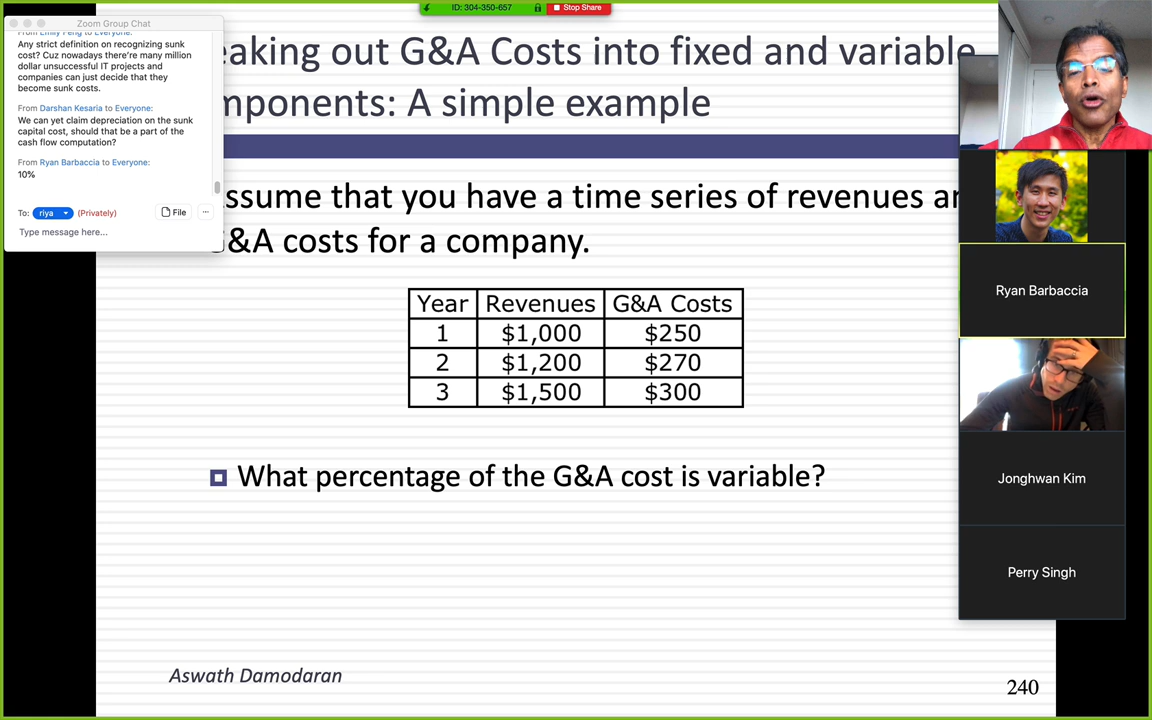 ID: 304-350-657
Stop Share
Zoom Group Chat
From Emily Peng to Everyone:
Any strict definition on recognizing sunk
cost? Cuz nowadays there're many million
dollar unsuccessful IT projects and
companies can just decide that they
become sunk costs.
From Darshan Kesaria to Everyone:
We can yet claim depreciation on the sunk
capital cost, should that be a part of the
cash flow computation?
From Ryan Barbaccia to Everyone:
10%
To: riya (Privately) File ...
Type message here...
eaking out G&A Costs into fixed and variable
mponents: A simple example
ssume that you have a time series of revenues an
G&A costs for a company.
Year Revenues G&A Costs
1 $1,000 $250
2 $1,200 $270
3 $1,500 $300
What percentage of the G&A cost is variable?
Aswath Damodaran
240
Ryan Barbaccia
Jonghwan Kim
Perry Singh